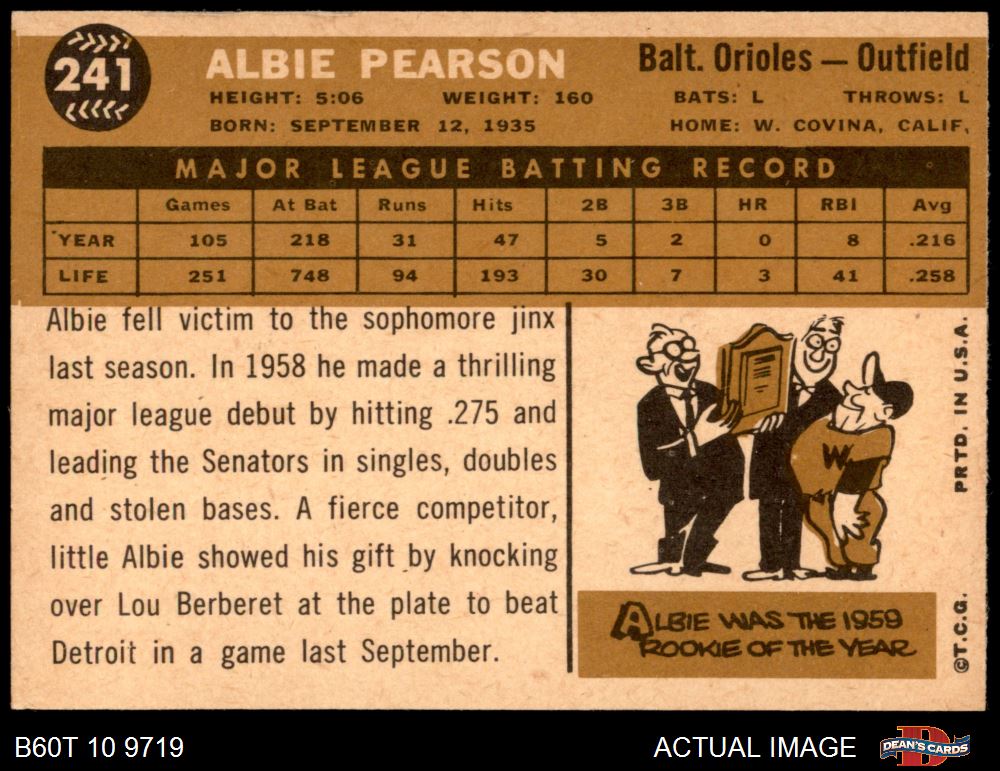 241
ALBIE PEARSON
Balt. Orioles — Outfield
HEIGHT: 5:06 WEIGHT: 160 BATS: L THROWS: L
BORN: SEPTEMBER 12, 1935 HOME: W. COVINA, CALIF.
MAJOR LEAGUE BATTING RECORD
Games At Bat Runs Hits 2B 3B HR RBI Avg
YEAR 105 218 31 47 5 2 0 8 .216
LIFE 251 748 94 193 30 7 3 41 .258
Albie fell victim to the sophomore jinx
last season. In 1958 he made a thrilling
major league debut by hitting .275 and
leading the Senators in singles, doubles
and stolen bases. A fierce competitor,
little Albie showed his gift by knocking
over Lou Berberet at the plate to beat
Detroit in a game last September.
W
ALBIE WAS THE 1959
ROOKIE OF THE YEAR
©T.C.G. PRTD. IN U.S.A.
B60T 10 9719
ACTUAL IMAGE
DEAN'S CARDS